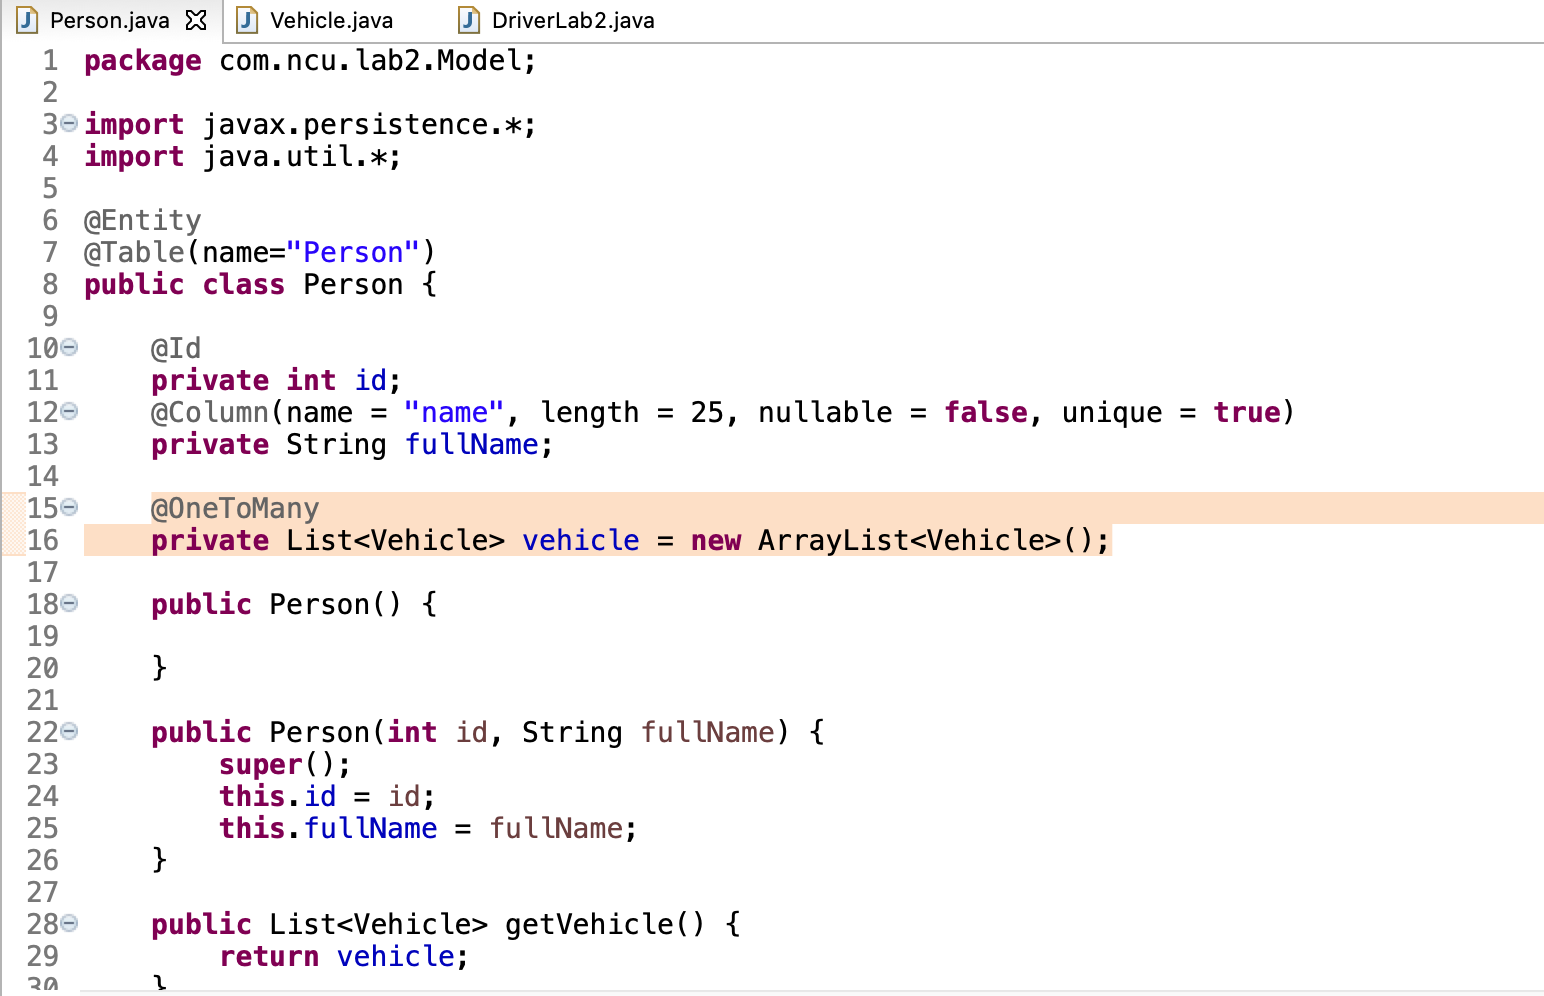 Person.java Vehicle.java DriverLab2.java
1 package com.ncu.lab2.Model;
2
3 import javax.persistence.*;
4 import java.util.*;
5
6 @Entity
7 @Table(name="Person")
8 public class Person {
9
10 @Id
11 private int id;
12 @Column(name = "name", length = 25, nullable = false, unique = true)
13 private String fullName;
14
15 @OneToMany
16 private List<Vehicle> vehicle = new ArrayList<Vehicle>();
17
18 public Person() {
19
20 }
21
22 public Person(int id, String fullName) {
23 super();
24 this.id = id;
25 this.fullName = fullName;
26 }
27
28 public List<Vehicle> getVehicle() {
29 return vehicle;
30 }